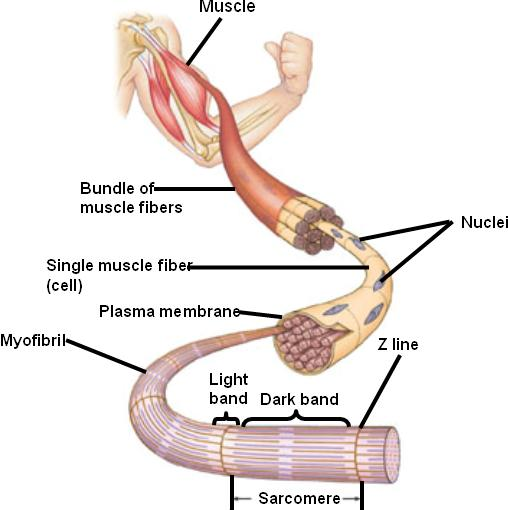 Muscle
Bundle of
muscle fibers
Nuclei
Single muscle fiber
(cell)
Plasma membrane
Myofibril
Z line
Light
band
Dark band
Sarcomere